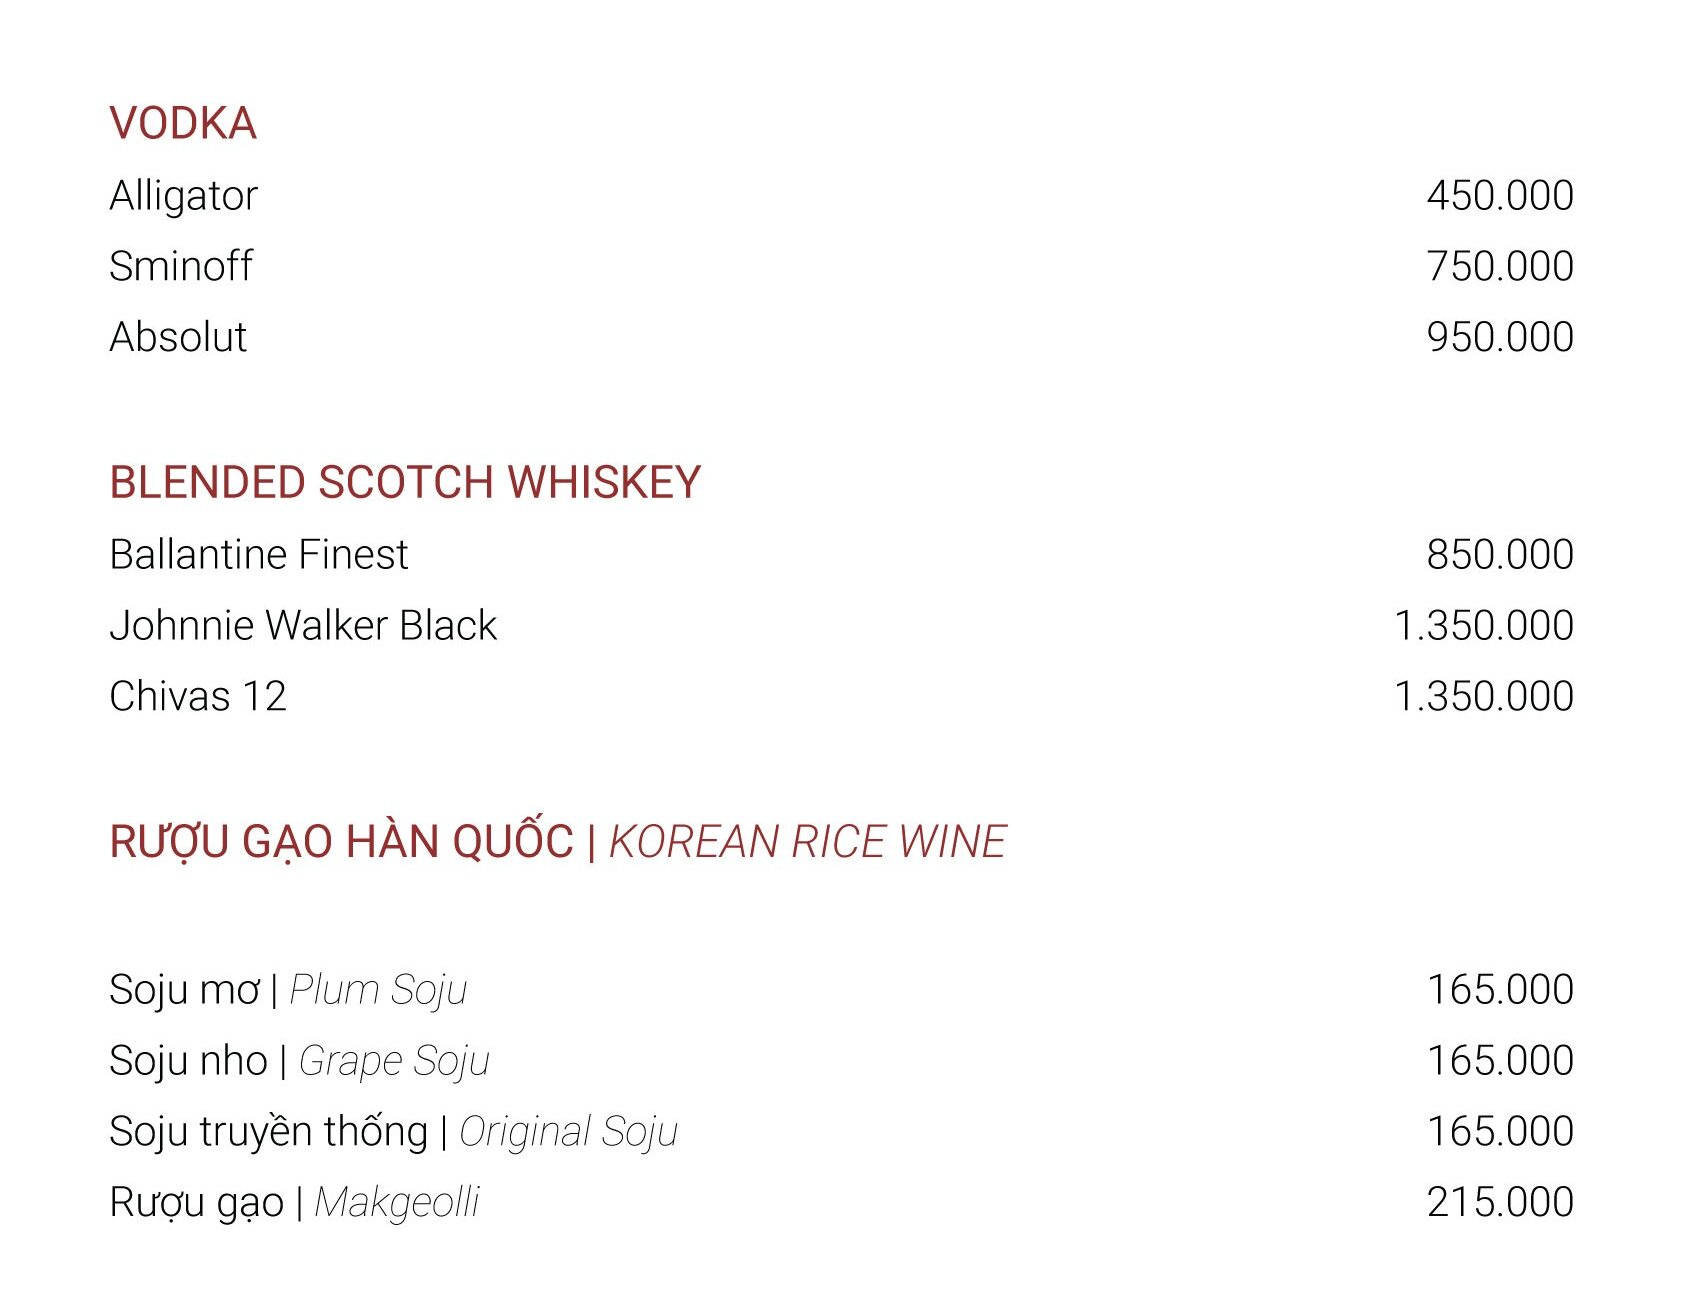 VODKA
Alligator 450.000
Sminoff 750.000
Absolut 950.000
BLENDED SCOTCH WHISKEY
Ballantine Finest 850.000
Johnnie Walker Black 1.350.000
Chivas 12 1.350.000
RƯỢU GẠO HÀN QUỐC | KOREAN RICE WINE
Soju mơ | Plum Soju 165.000
Soju nho | Grape Soju 165.000
Soju truyền thống | Original Soju 165.000
Rượu gạo | Makgeolli 215.000